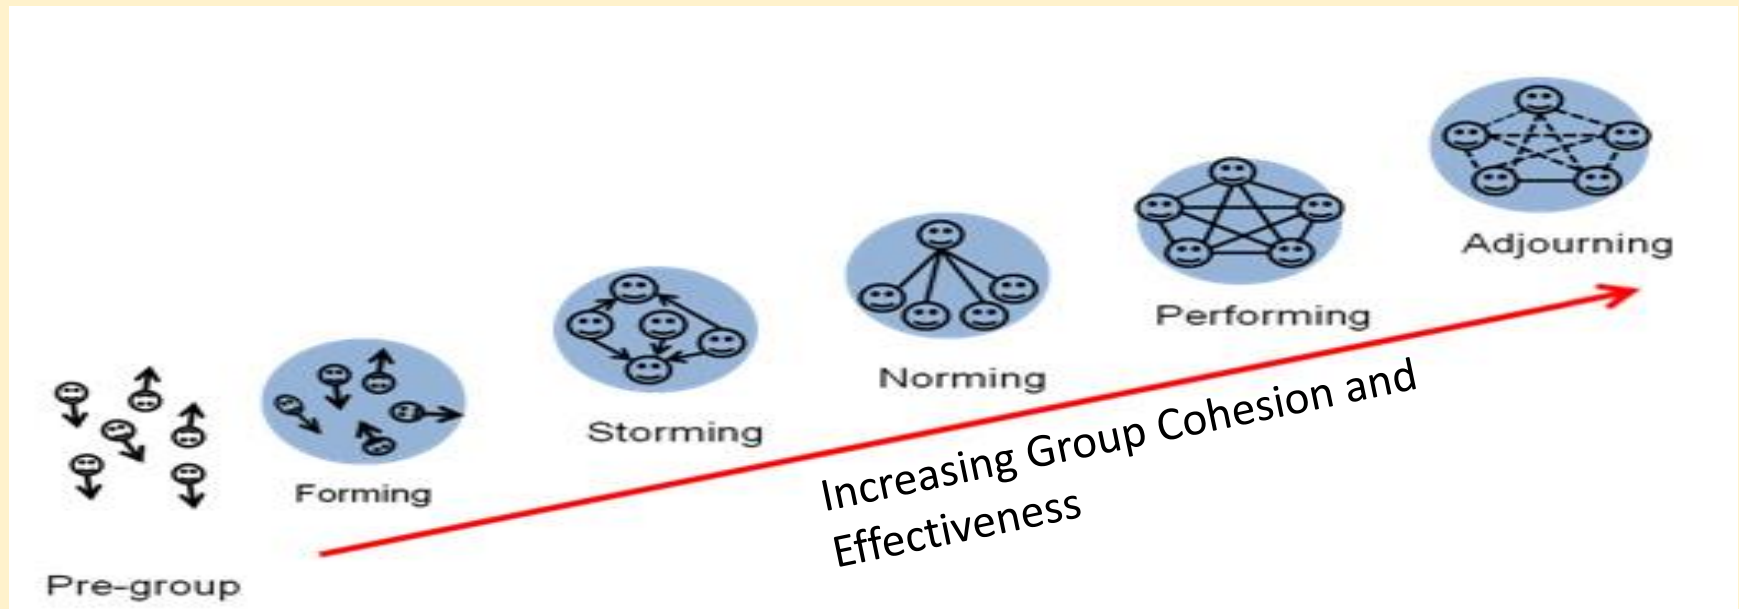 Pre-group
Forming
Storming
Norming
Performing
Adjourning
Increasing Group Cohesion and
Effectiveness